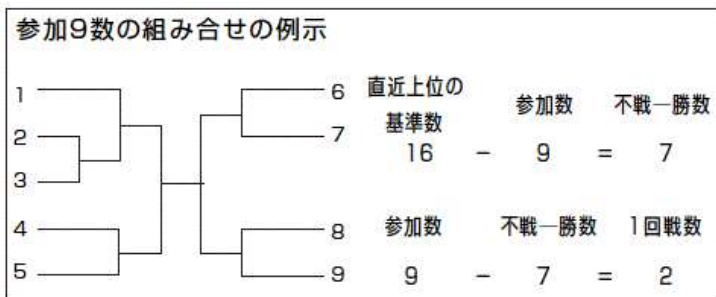 参加9数の組み合せの例示
1
2
3
4
5
6
7
8
9
直近上位の
基準数 参加数 不戦一勝数
16 − 9 = 7
参加数 不戦一勝数 1回戦数
9 − 7 = 2